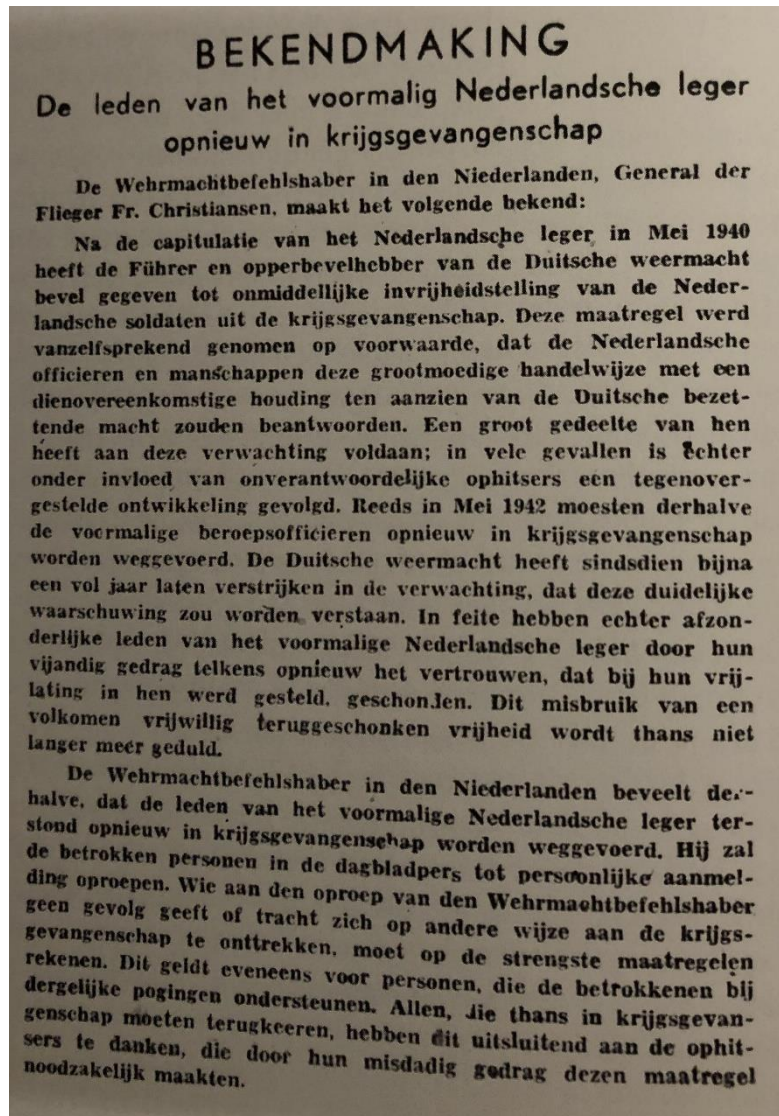 BEKENDMAKING
De leden van het voormalig Nederlandsche leger
opnieuw in krijgsgevangenschap
De Wehrmachtbefehlshaber in den Niederlanden, General der
Flieger Fr. Christiansen, maakt het volgende bekend:
Na de capitulatie van het Nederlandsche leger in Mei 1940
heeft de Führer en opperbevelhebber van de Duitsche weermacht
bevel gegeven tot onmiddellijke invrijheidstelling van de Neder-
landsche soldaten uit de krijgsgevangenschap. Deze maatregel werd
vanzelfsprekend genomen op voorwaarde, dat de Nederlandsche
officieren en manschappen deze grootmoedige handelwijze met een
dienovereenkomstige houding ten aanzien van de Duitsche bezet-
tende macht zouden beantwoorden. Een groot gedeelte van hen
heeft aan deze verwachting voldaan; in vele gevallen is echter
onder invloed van onverantwoordelijke ophitsers een tegenover-
gestelde ontwikkeling gevolgd. Reeds in Mei 1942 moesten derhalve
de voormalige beroepsofficieren opnieuw in krijgsgevangenschap
worden weggevoerd. De Duitsche weermacht heeft sindsdien bijna
een vol jaar laten verstrijken in de verwachting, dat deze duidelijke
waarschuwing zou worden verstaan. In feite hebben echter afzon-
derlijke leden van het voormalige Nederlandsche leger door hun
vijandig gedrag telkens opnieuw het vertrouwen, dat bij hun vrij-
lating in hen werd gesteld, geschonden. Dit misbruik van een
volkomen vrijwillig teruggeschonken vrijheid wordt thans niet
langer meer geduld.
De Wehrmachtbefehlshaber in den Niederlanden beveelt der-
halve, dat de leden van het voormalige Nederlandsche leger ter-
stond opnieuw in krijgsgevangenschap worden weggevoerd. Hij zal
de betrokken personen in de dagbladpers tot persoonlijke aanmel-
ding oproepen. Wie aan den oproep van den Wehrmachtbefehlshaber
geen gevolg geeft of tracht zich op andere wijze aan de krijgs-
gevangenschap te onttrekken, moet op de strengste maatregelen
rekenen. Dit geldt eveneens voor personen, die de betrokkenen bij
dergelijke pogingen ondersteunen. Allen, die thans in krijgsgevan-
genschap moeten terugkeeren, hebben dit uitsluitend aan de ophit-
sers te danken, die door hun misdadig gedrag dezen maatregel
noodzakelijk maakten.